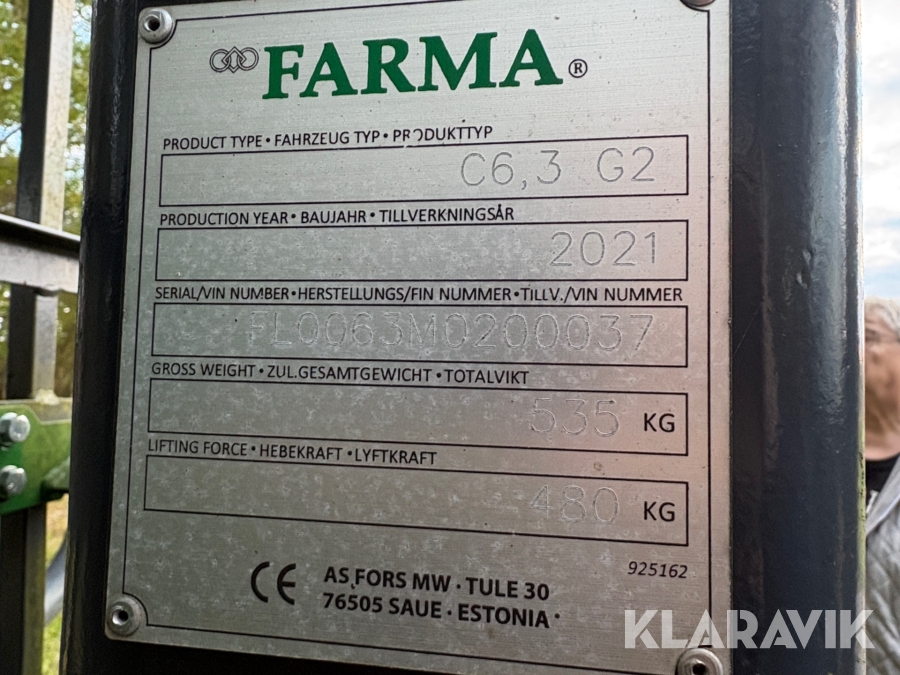 FARMA®
PRODUCT TYPE • FAHRZEUG TYP • PRODUKTTYP
C6,3 G2
PRODUCTION YEAR • BAUJAHR • TILLVERKNINGSÅR
2021
SERIAL/VIN NUMBER • HERSTELLUNGS/FIN NUMMER • TILLV./VIN NUMMER
FL0063M0200037
GROSS WEIGHT • ZUL.GESAMTGEWICHT • TOTALVIKT
535 KG
LIFTING FORCE • HEBEKRAFT • LYFTKRAFT
480 KG
925162
CE AS FORS MW • TULE 30
76505 SAUE • ESTONIA
KLARAVIK